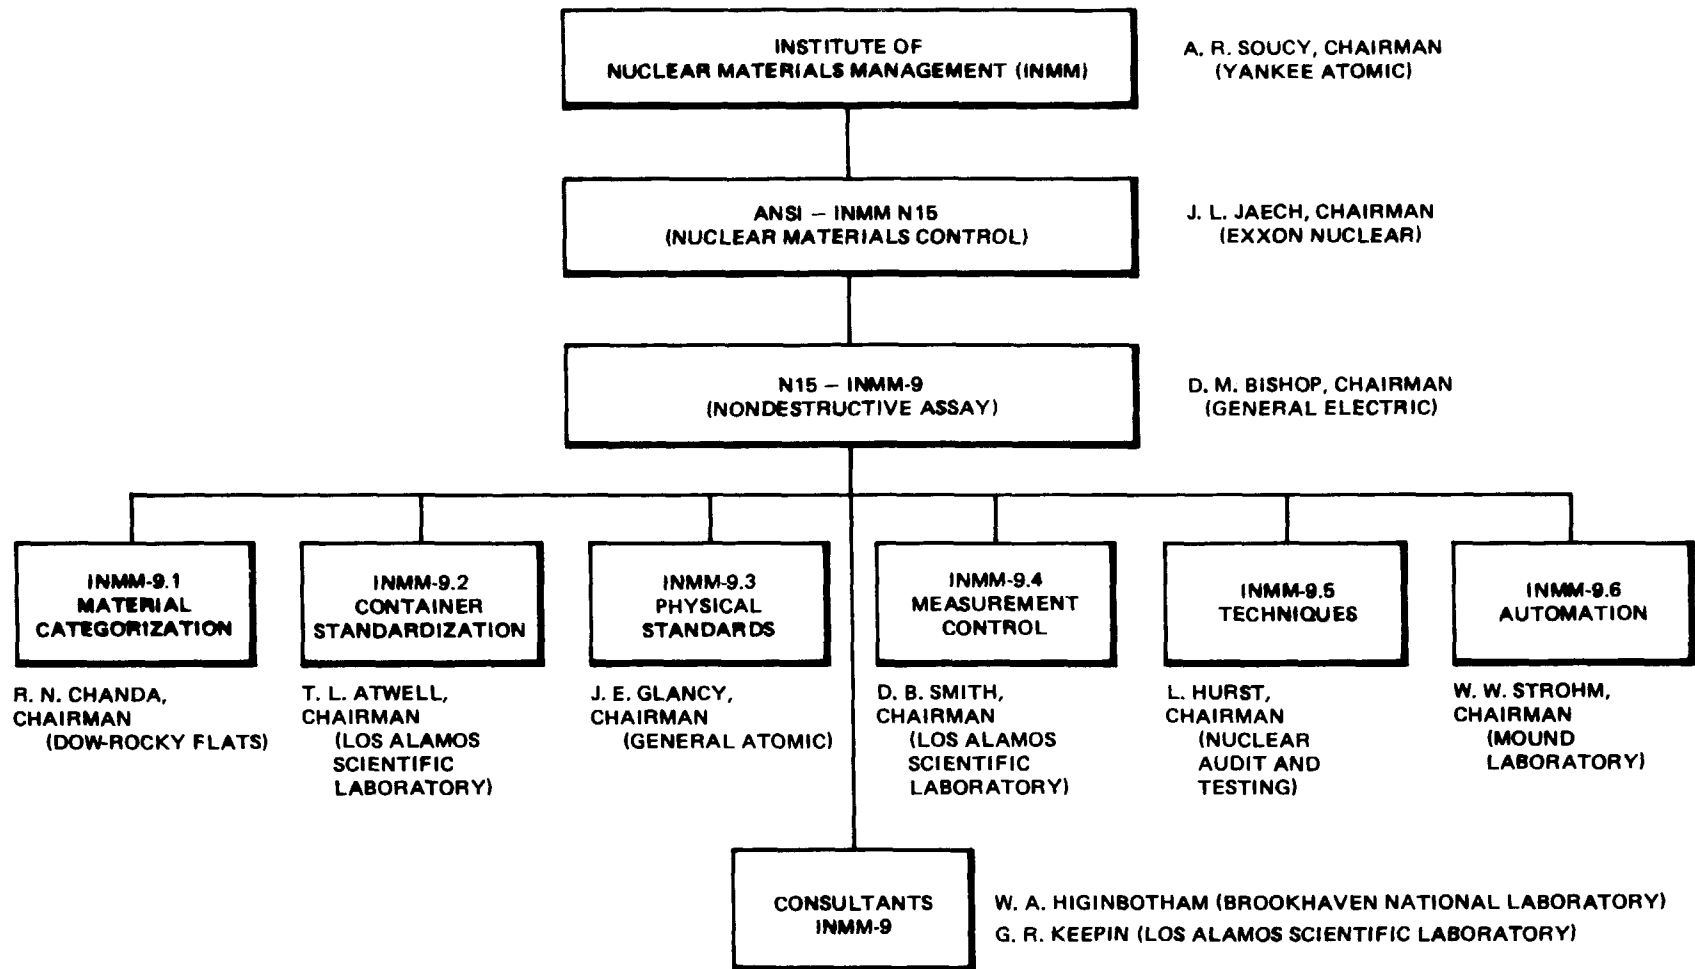 INSTITUTE OF
NUCLEAR MATERIALS MANAGEMENT (INMM)
A. R. SOUCY, CHAIRMAN
(YANKEE ATOMIC)
ANSI – INMM N15
(NUCLEAR MATERIALS CONTROL)
J. L. JAECH, CHAIRMAN
(EXXON NUCLEAR)
N15 – INMM-9
(NONDESTRUCTIVE ASSAY)
D. M. BISHOP, CHAIRMAN
(GENERAL ELECTRIC)
INMM-9.1
MATERIAL
CATEGORIZATION
R. N. CHANDA,
CHAIRMAN
(DOW-ROCKY FLATS)
INMM-9.2
CONTAINER
STANDARDIZATION
T. L. ATWELL,
CHAIRMAN
(LOS ALAMOS
SCIENTIFIC
LABORATORY)
INMM-9.3
PHYSICAL
STANDARDS
J. E. GLANCY,
CHAIRMAN
(GENERAL ATOMIC)
INMM-9.4
MEASUREMENT
CONTROL
D. B. SMITH,
CHAIRMAN
(LOS ALAMOS
SCIENTIFIC
LABORATORY)
INMM-9.5
TECHNIQUES
L. HURST,
CHAIRMAN
(NUCLEAR
AUDIT AND
TESTING)
INMM-9.6
AUTOMATION
W. W. STROHM,
CHAIRMAN
(MOUND
LABORATORY)
CONSULTANTS
INMM-9
W. A. HIGINBOTHAM (BROOKHAVEN NATIONAL LABORATORY)
G. R. KEEPIN (LOS ALAMOS SCIENTIFIC LABORATORY)